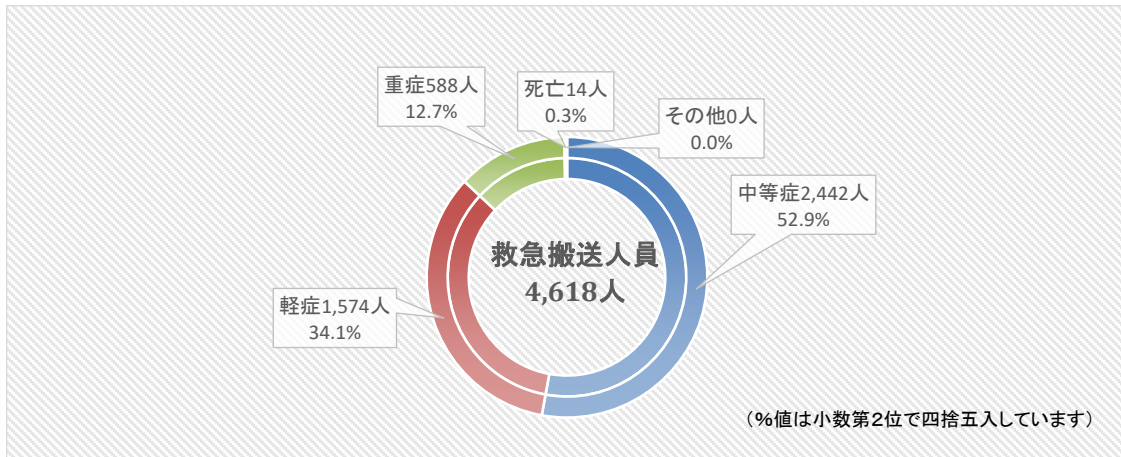 重症588人
12.7%
死亡14人
0.3%
その他0人
0.0%
中等症2,442人
52.9%
救急搬送人員
4,618人
軽症1,574人
34.1%
（％値は小数第２位で四捨五入しています）